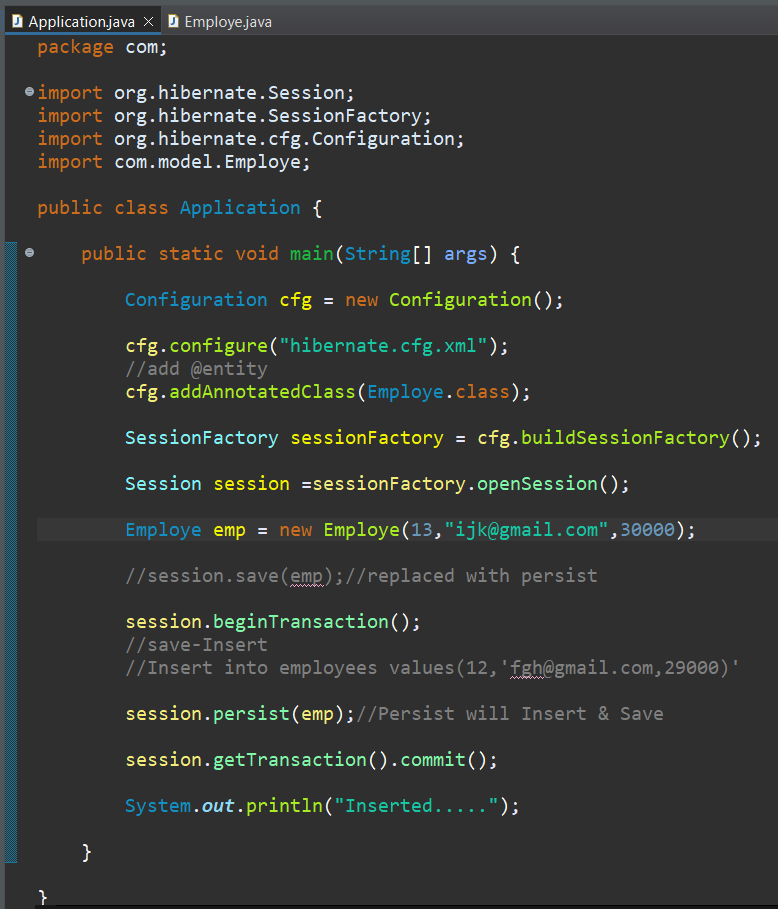 Application.java Employe.java
package com;
import org.hibernate.Session;
import org.hibernate.SessionFactory;
import org.hibernate.cfg.Configuration;
import com.model.Employe;
public class Application {
public static void main(String[] args) {
Configuration cfg = new Configuration();
cfg.configure("hibernate.cfg.xml");
//add @entity
cfg.addAnnotatedClass(Employe.class);
SessionFactory sessionFactory = cfg.buildSessionFactory();
Session session =sessionFactory.openSession();
Employe emp = new Employe(13,"ijk@gmail.com",30000);
//session.save(emp);//replaced with persist
session.beginTransaction();
//save-Insert
//Insert into employees values(12,'fgh@gmail.com,29000)'
session.persist(emp);//Persist will Insert & Save
session.getTransaction().commit();
System.out.println("Inserted.....");
}
}